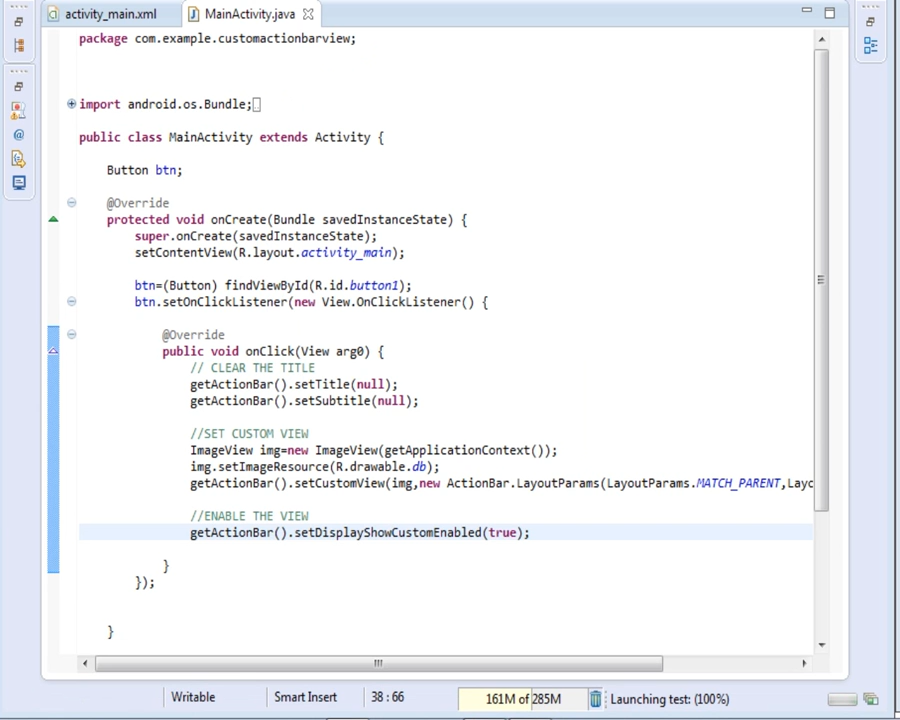 activity_main.xml
MainActivity.java
package com.example.customactionbarview;
import android.os.Bundle;
public class MainActivity extends Activity {
Button btn;
@Override
protected void onCreate(Bundle savedInstanceState) {
super.onCreate(savedInstanceState);
setContentView(R.layout.activity_main);
btn=(Button) findViewById(R.id.button1);
btn.setOnClickListener(new View.OnClickListener() {
@Override
public void onClick(View arg0) {
// CLEAR THE TITLE
getActionBar().setTitle(null);
getActionBar().setSubtitle(null);
//SET CUSTOM VIEW
ImageView img=new ImageView(getApplicationContext());
img.setImageResource(R.drawable.db);
getActionBar().setCustomView(img,new ActionBar.LayoutParams(LayoutParams.MATCH_PARENT,Layc
//ENABLE THE VIEW
getActionBar().setDisplayShowCustomEnabled(true);
}
});
}
Writable
Smart Insert
38 : 66
161M of 285M
Launching test: (100%)